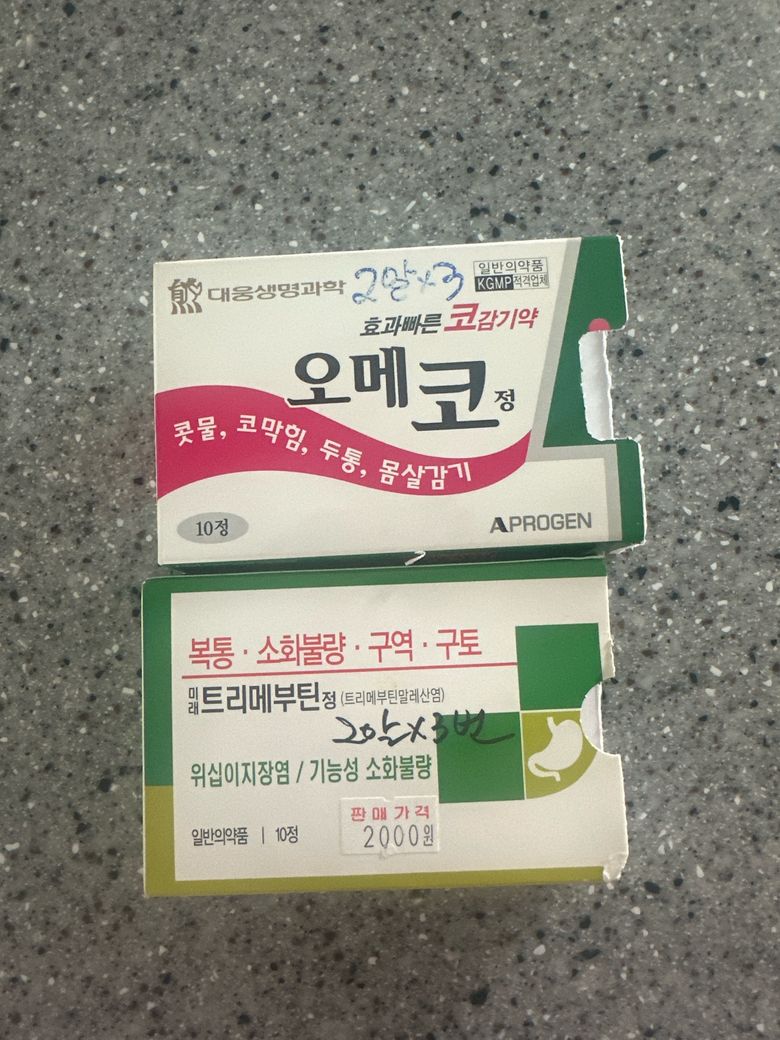 대웅생명과학 2알x3
일반의약품
KGMP 적격업체
효과빠른 코감기약
오메코정
콧물, 코막힘, 두통, 몸살감기
10정
APROGEN
복통 · 소화불량 · 구역 · 구토
미래 트리메부틴정 (트리메부틴말레산염)
2알x3번
위십이지장염 / 기능성 소화불량
판매가격
일반의약품 | 10정
2000원